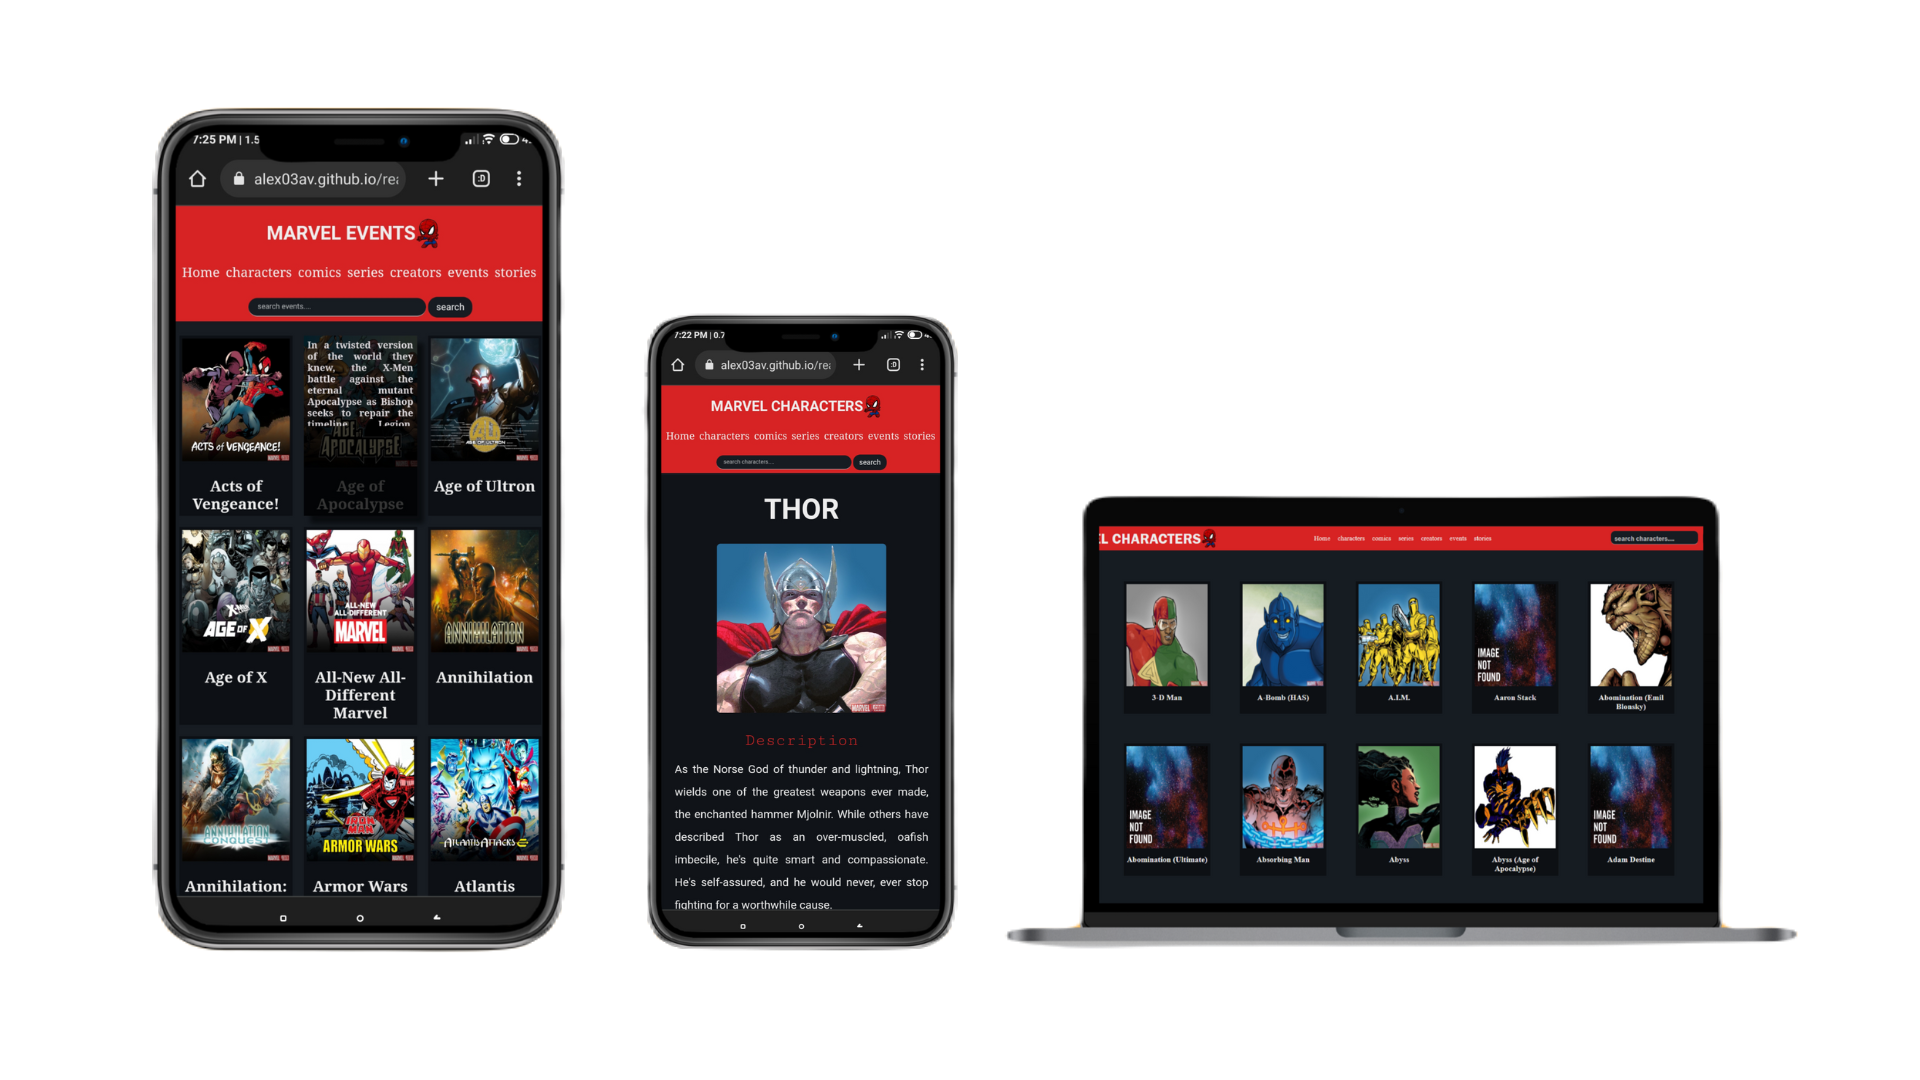 7:25 PM | 1.5
alex03av.github.io/rea
MARVEL EVENTS
Home characters comics series creators events stories
search events....
search
In a twisted version
of the world they
knew, the X-Men
battle against the
eternal mutant
Apocalypse as Bishop
seeks to repair the
timeline. Legion
ACTS of VENGEANCE!
AGE OF
APOCALYPSE
AGE OF ULTRON
Acts of
Vengeance!
Age of
Apocalypse
Age of Ultron
X-MEN
AGE OF X
ALL-NEW
ALL-DIFFERENT
MARVEL
ANNIHILATION
Age of X
All-New All-
Different
Marvel
Annihilation
ANNIHILATION
CONQUEST
IRON
MAN
ARMOR WARS
ATLANTIS ATTACKS
Annihilation:
Armor Wars
Atlantis
7:22 PM | 0.7
alex03av.github.io/rea
MARVEL CHARACTERS
Home characters comics series creators events stories
search characters....
search
THOR
Description
As the Norse God of thunder and lightning, Thor
wields one of the greatest weapons ever made,
the enchanted hammer Mjolnir. While others have
described Thor as an over-muscled, oafish
imbecile, he's quite smart and compassionate.
He's self-assured, and he would never, ever stop
fighting for a worthwhile cause.
L CHARACTERS
Home characters comics series creators events stories
search characters....
IMAGE
NOT
FOUND
3-D Man
A-Bomb (HAS)
A.I.M.
Aaron Stack
Abomination (Emil
Blonsky)
IMAGE
NOT
FOUND
IMAGE
NOT
FOUND
Abomination (Ultimate)
Absorbing Man
Abyss
Abyss (Age of
Apocalypse)
Adam Destine